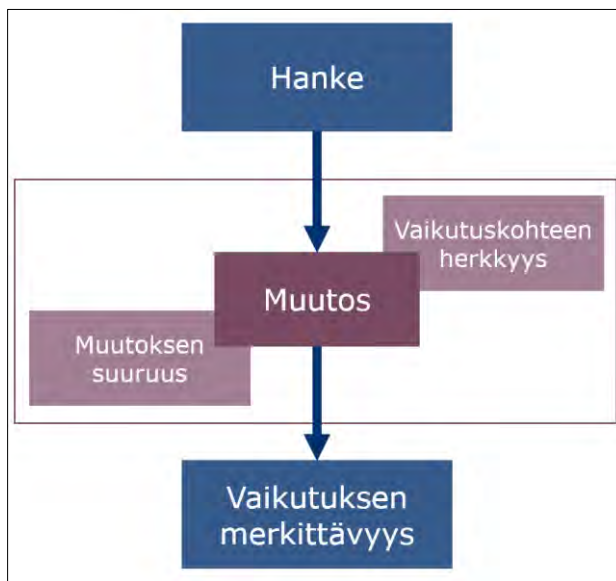 Hanke
Vaikutuskohteen
herkkyys
Muutos
Muutoksen
suuruus
Vaikutuksen
merkittävyys